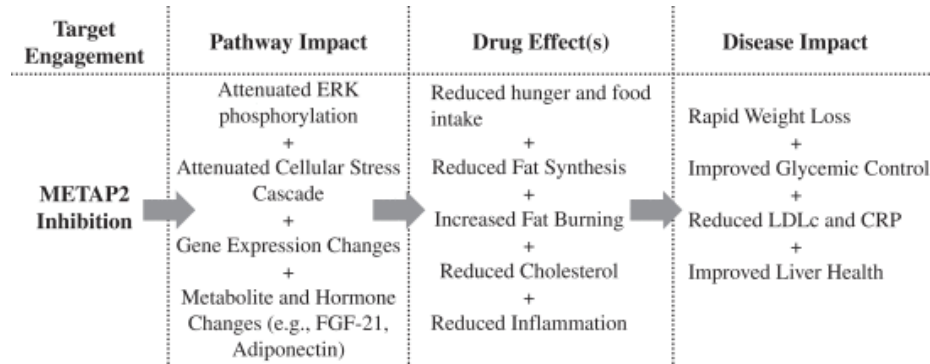 Target
Engagement
Pathway Impact
Drug Effect(s)
Disease Impact
METAP2
Inhibition
Attenuated ERK
phosphorylation
+
Attenuated Cellular Stress
Cascade
+
Gene Expression Changes
+
Metabolite and Hormone
Changes (e.g., FGF-21,
Adiponectin)
Reduced hunger and food
intake
+
Reduced Fat Synthesis
+
Increased Fat Burning
+
Reduced Cholesterol
+
Reduced Inflammation
Rapid Weight Loss
+
Improved Glycemic Control
+
Reduced LDLc and CRP
+
Improved Liver Health